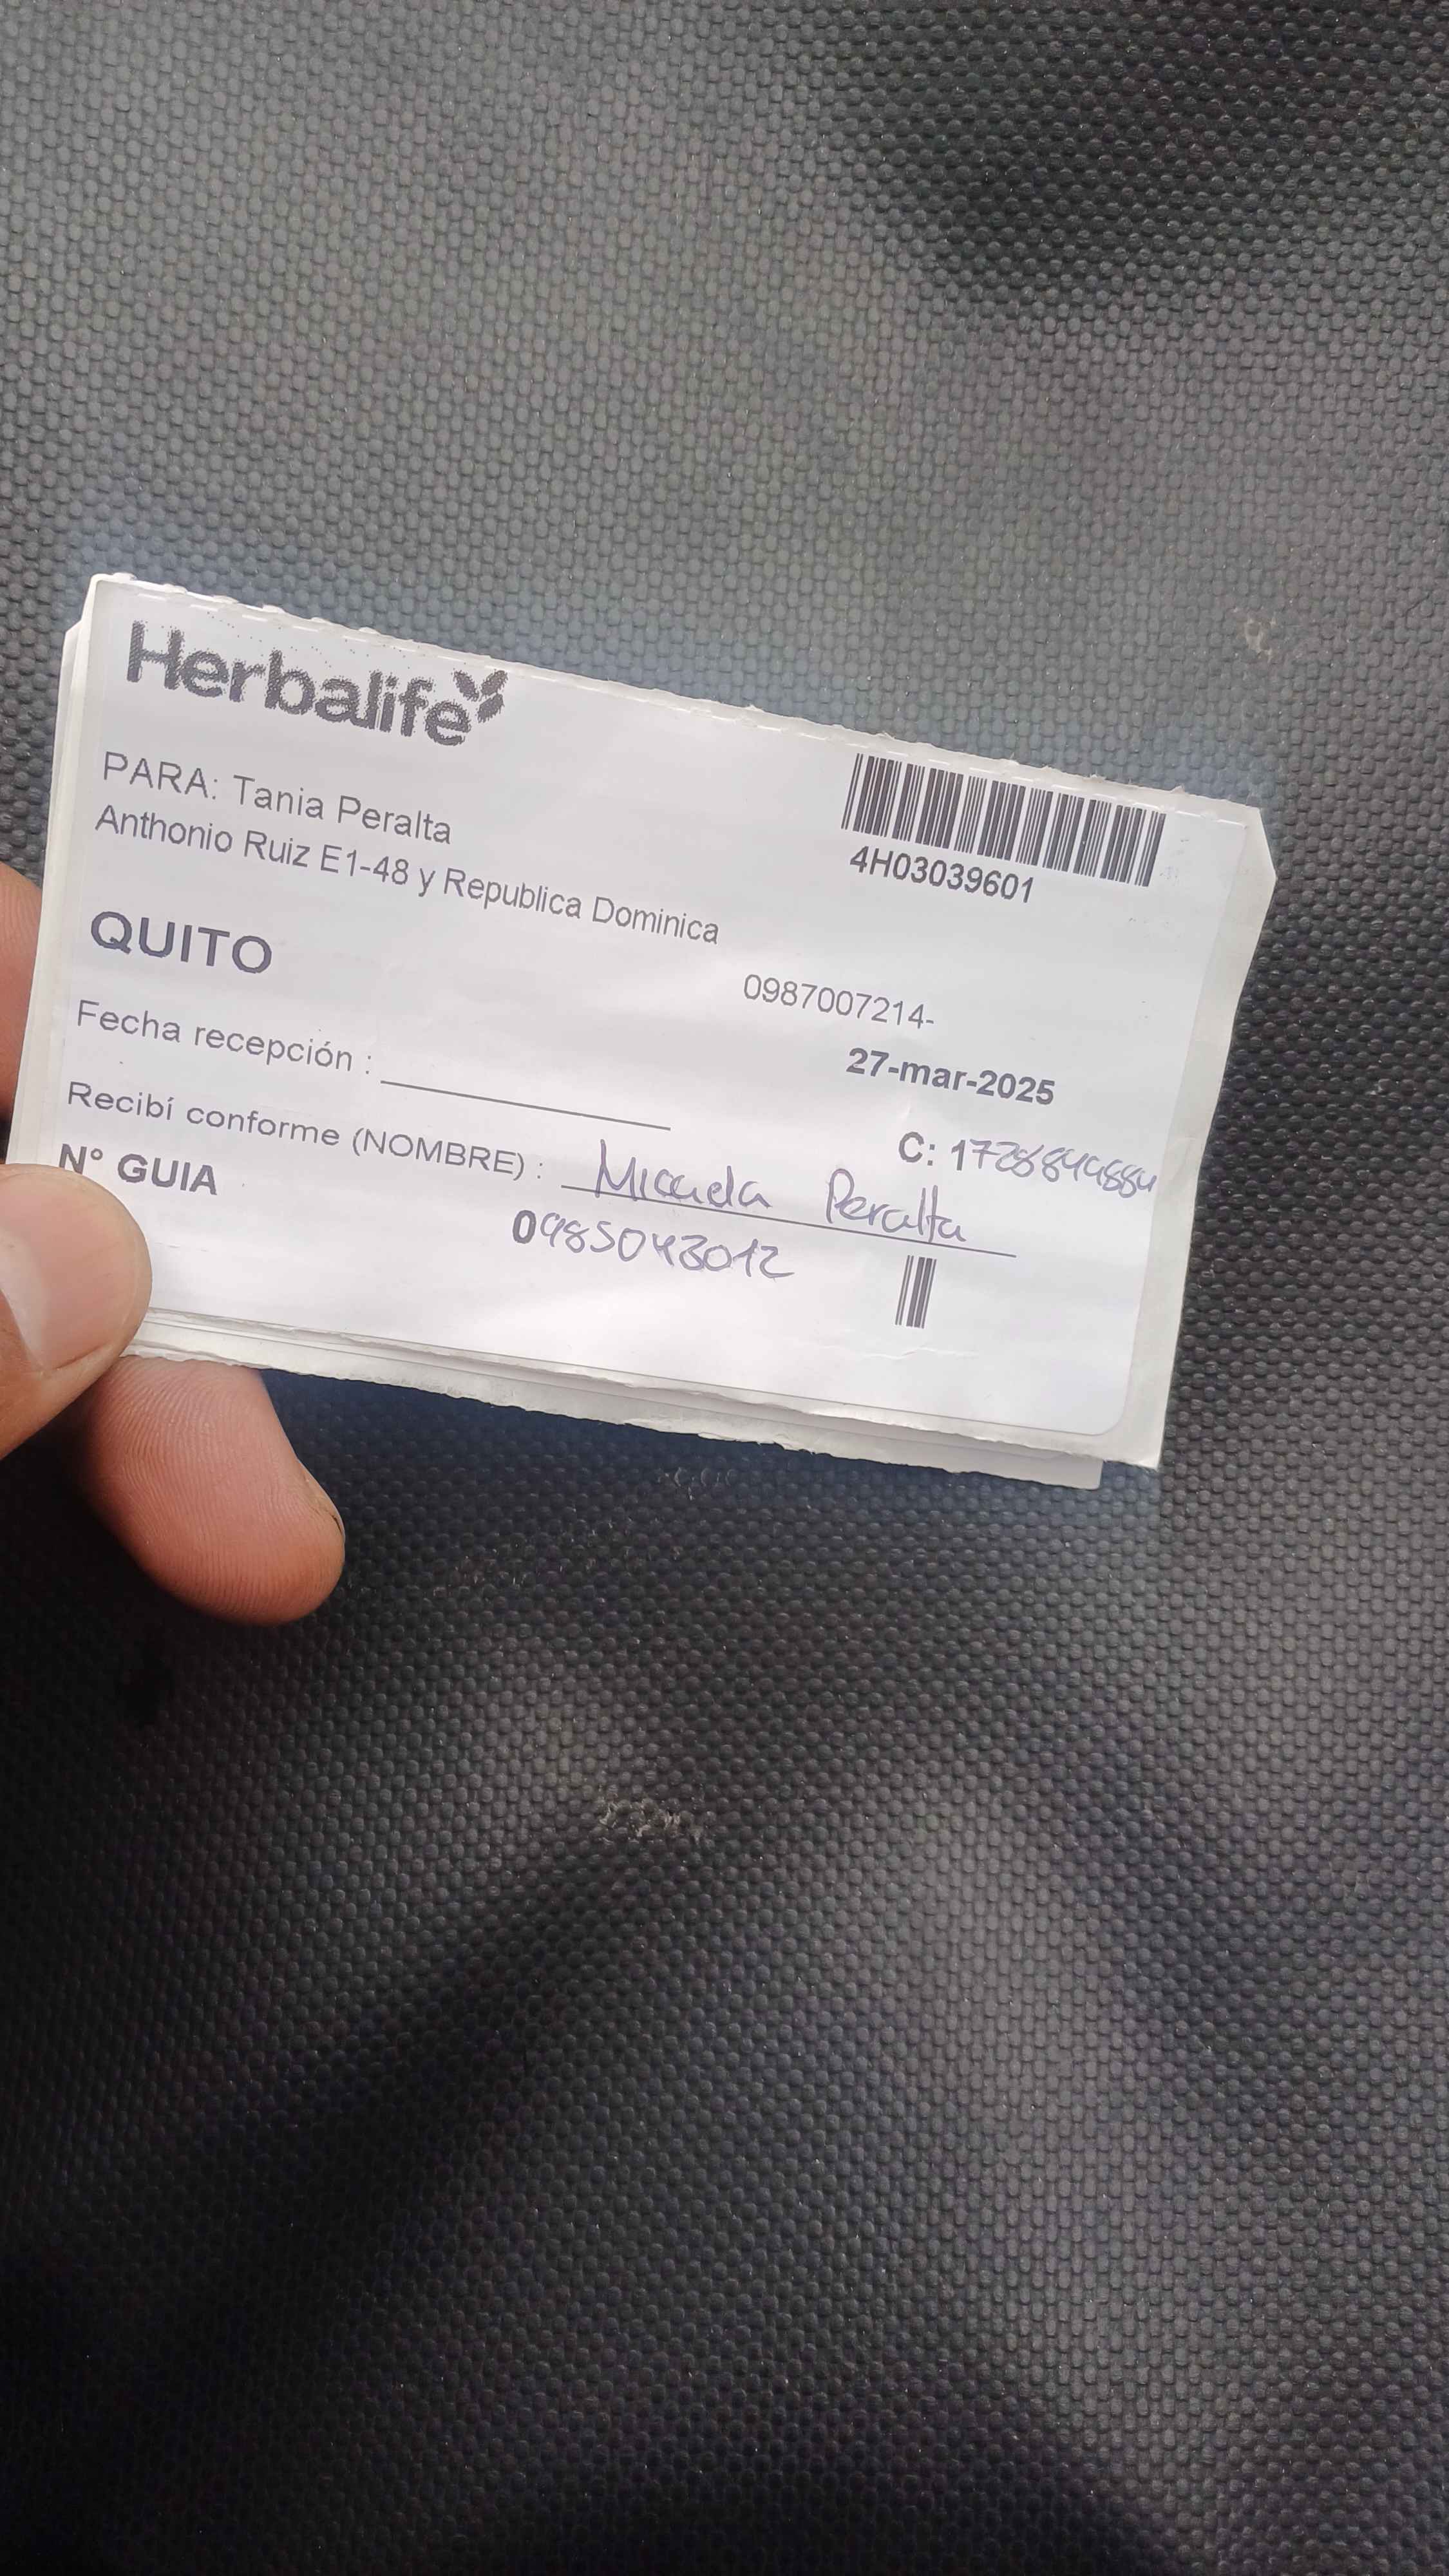 Herbalife
4H03039601
PARA: Tania Peralta
Anthonio Ruiz E1-48 y Republica Dominica
QUITO
0987007214-
27-mar-2025
Fecha recepción :
C: 1728849884
Recibí conforme (NOMBRE) : Micaela Peralta
N° GUIA
0985043012